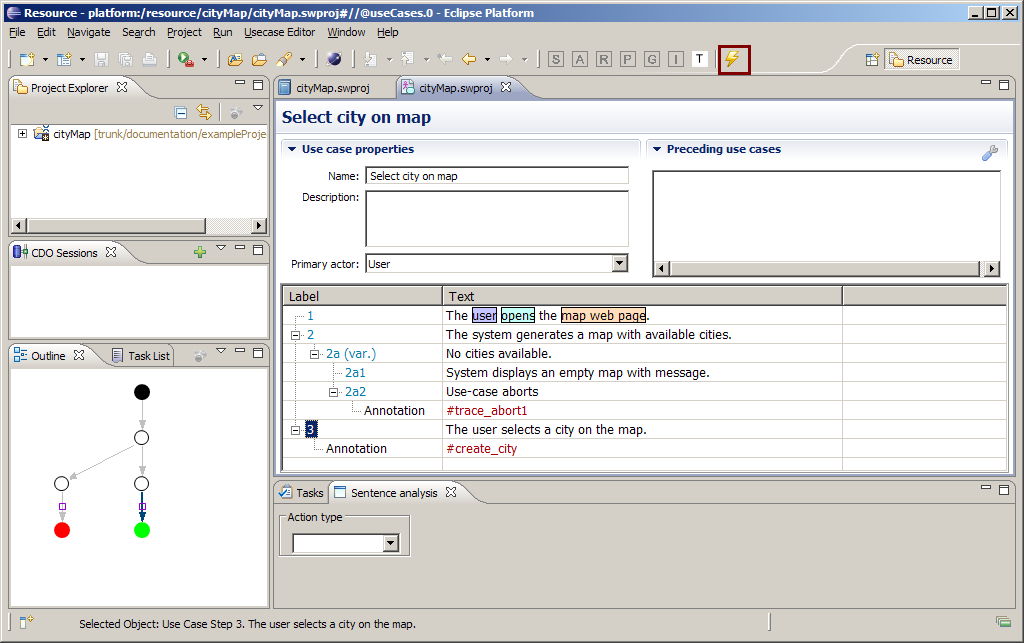 Resource - platform:/resource/cityMap/cityMap.swproj#//@useCases.0 - Eclipse Platform
File Edit Navigate Search Project Run Usecase Editor Window Help
S A R P G I T
Resource
Project Explorer
cityMap [trunk/documentation/exampleProje
CDO Sessions
Outline Task List
cityMap.swproj cityMap.swproj
Select city on map
Use case properties
Name: Select city on map
Description:
Primary actor: User
Preceding use cases
Label Text
1 The user opens the map web page.
2 The system generates a map with available cities.
2a (var.) No cities available.
2a1 System displays an empty map with message.
2a2 Use-case aborts
Annotation #trace_abort1
3 The user selects a city on the map.
Annotation #create_city
Tasks Sentence analysis
Action type
Selected Object: Use Case Step 3. The user selects a city on the map.